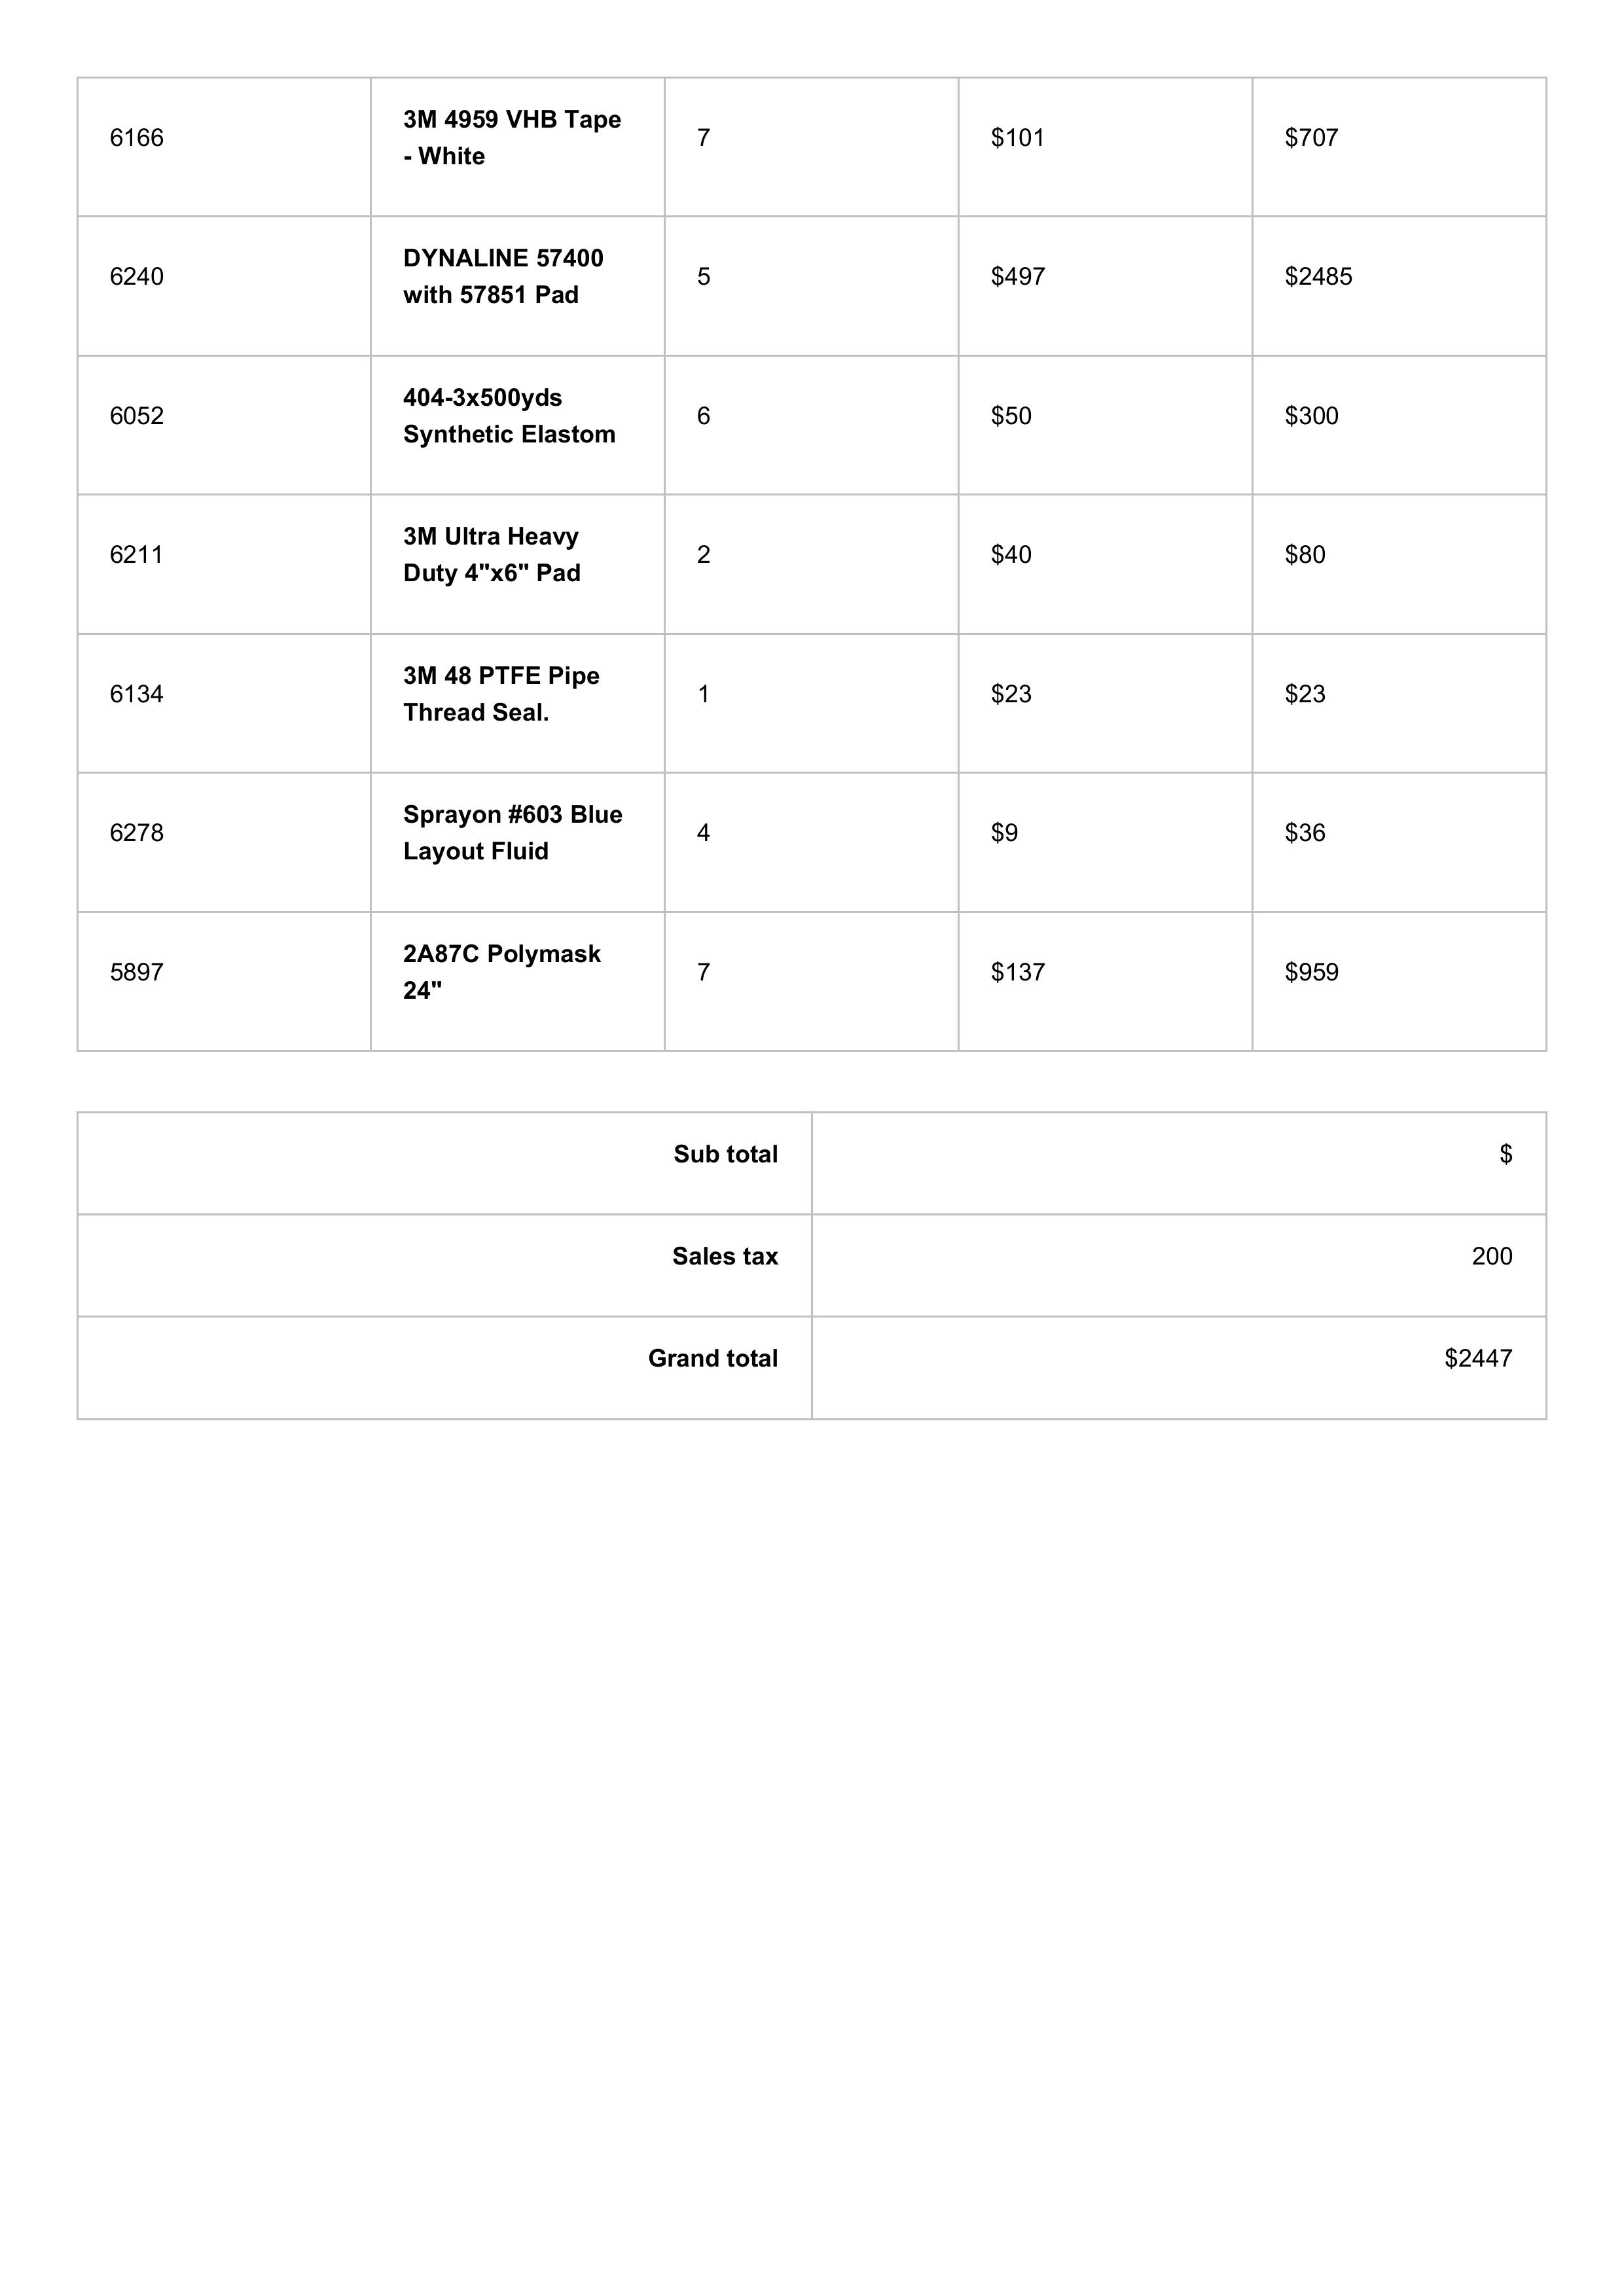 6166
3M 4959 VHB Tape
- White
7
$101
$707
6240
DYNALINE 57400
with 57851 Pad
5
$497
$2485
6052
404-3x500yds
Synthetic Elastom
6
$50
$300
6211
3M Ultra Heavy
Duty 4"x6" Pad
2
$40
$80
6134
3M 48 PTFE Pipe
Thread Seal.
1
$23
$23
6278
Sprayon #603 Blue
Layout Fluid
4
$9
$36
5897
2A87C Polymask
24"
7
$137
$959
Sub total
$
Sales tax
200
Grand total
$2447